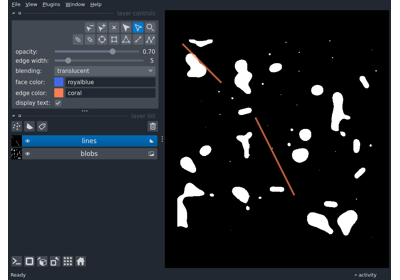 File View Plugins Window Help
layer controls
opacity: 0.70
edge width: 5
blending: translucent
face color: royalblue
edge color: coral
display text:
layer list
lines
blobs
Ready
activity